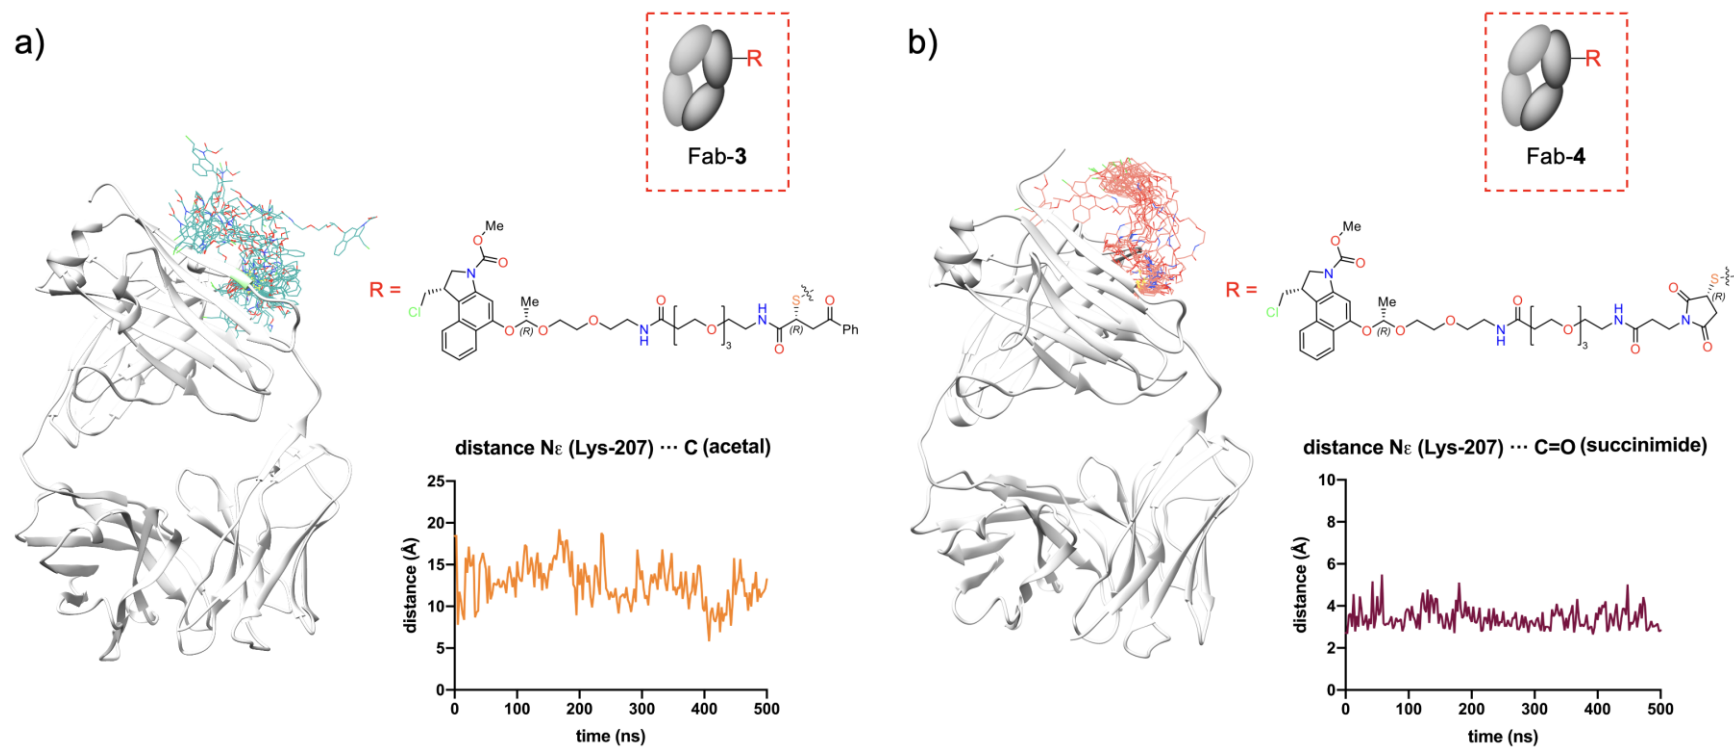 a)
R
Fab-3
R =
Me
O
N
O
Cl
Me
O
(R)
O
O
N
H
O
O
3
H
N
O
S
(R)
O
Ph
distance Nε (Lys-207) ··· C (acetal)
25
20
15
10
5
0
distance (Å)
0 100 200 300 400 500
time (ns)
b)
R
Fab-4
R =
Me
O
N
O
Cl
Me
O
(R)
O
O
N
H
O
O
3
H
N
O
N
O
S
(R)
O
distance Nε (Lys-207) ··· C=O (succinimide)
10
8
6
4
2
0
distance (Å)
0 100 200 300 400 500
time (ns)